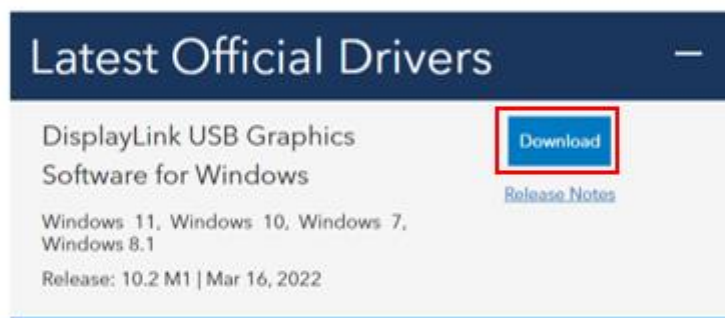 Latest Official Drivers
DisplayLink USB Graphics
Software for Windows
Download
Release Notes
Windows 11, Windows 10, Windows 7,
Windows 8.1
Release: 10.2 M1 | Mar 16, 2022